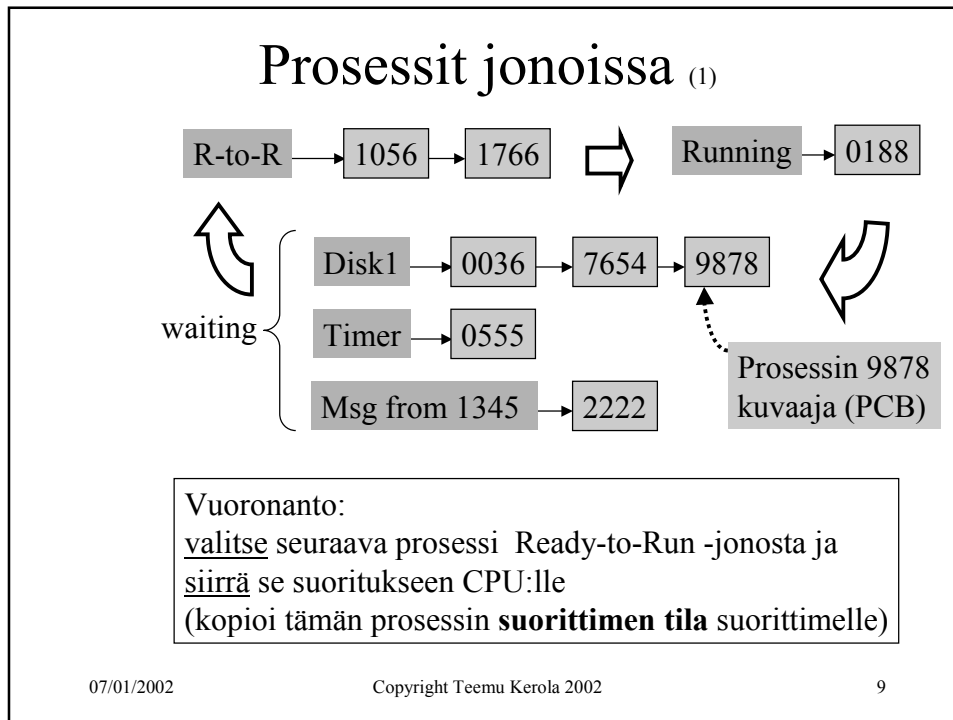 Prosessit jonoissa (1)
R-to-R 1056 1766 Running 0188
Disk1 0036 7654 9878
waiting
Timer 0555
Prosessin 9878
kuvaaja (PCB)
Msg from 1345 2222
Vuoronanto:
valitse seuraava prosessi Ready-to-Run -jonosta ja
siirrä se suoritukseen CPU:lle
(kopioi tämän prosessin suorittimen tila suorittimelle)
07/01/2002 Copyright Teemu Kerola 2002 9